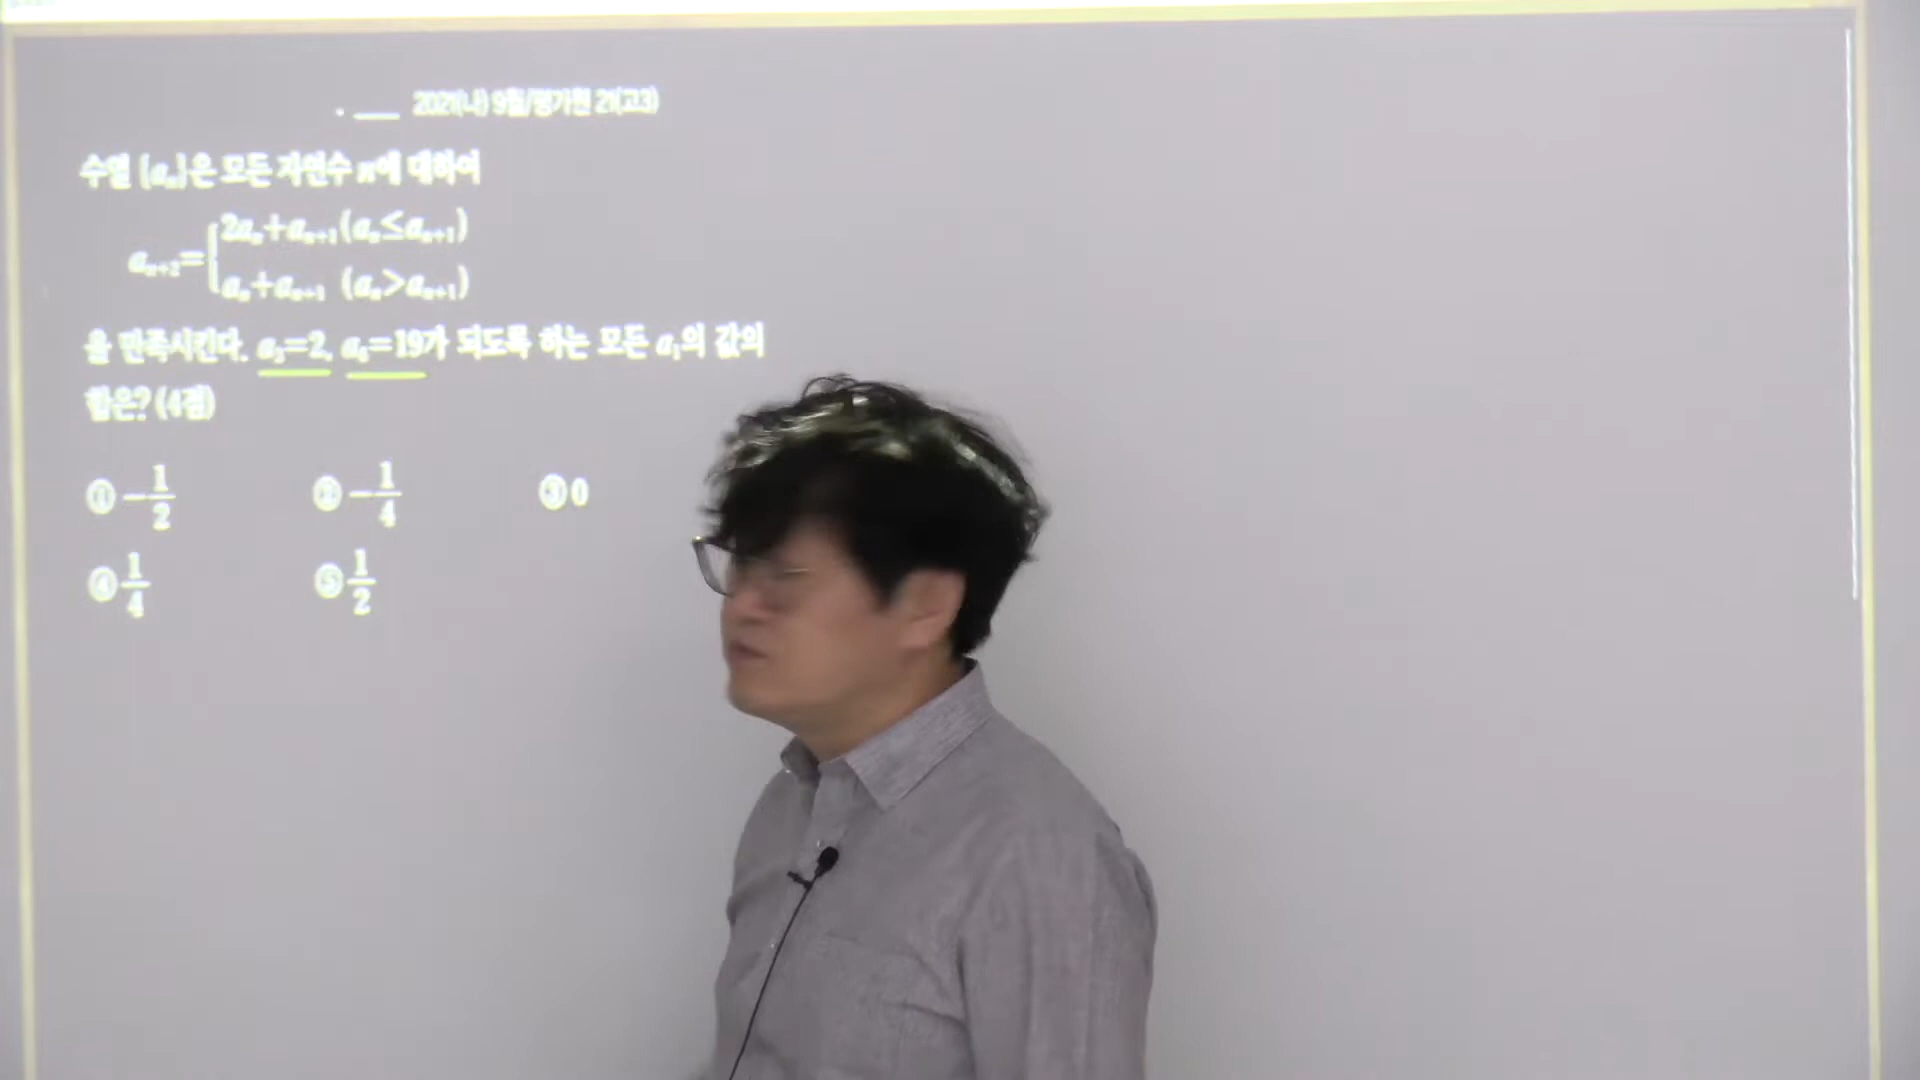 2021(나) 9월/평가원 21(고3)
수열 {aₙ}은 모든 자연수 n에 대하여
aₙ₊₂={2aₙ+aₙ₊₁ (aₙ≤aₙ₊₁)
aₙ+aₙ₊₁ (aₙ>aₙ₊₁)
을 만족시킨다. a₃=2, a₆=19가 되도록 하는 모든 a₁의 값의
합은? (4점)
① -1/2 ② -1/4 ③ 0
④ 1/4 ⑤ 1/2